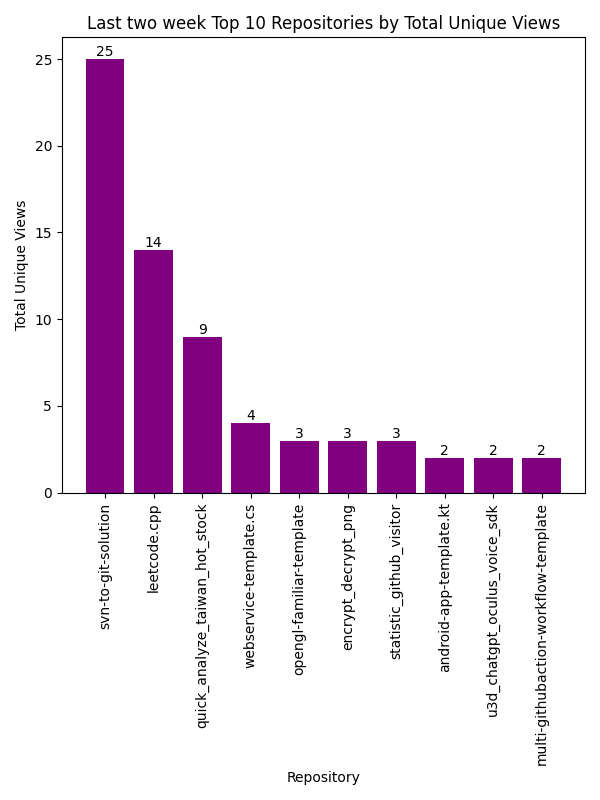 Last two week Top 10 Repositories by Total Unique Views
Total Unique Views
25
20
15
10
5
0
25
14
9
4
3
3
3
2
2
2
svn-to-git-solution
leetcode.cpp
quick_analyze_taiwan_hot_stock
webservice-template.cs
opengl-familiar-template
encrypt_decrypt_png
statistic_github_visitor
android-app-template.kt
u3d_chatgpt_oculus_voice_sdk
multi-githubaction-workflow-template
Repository